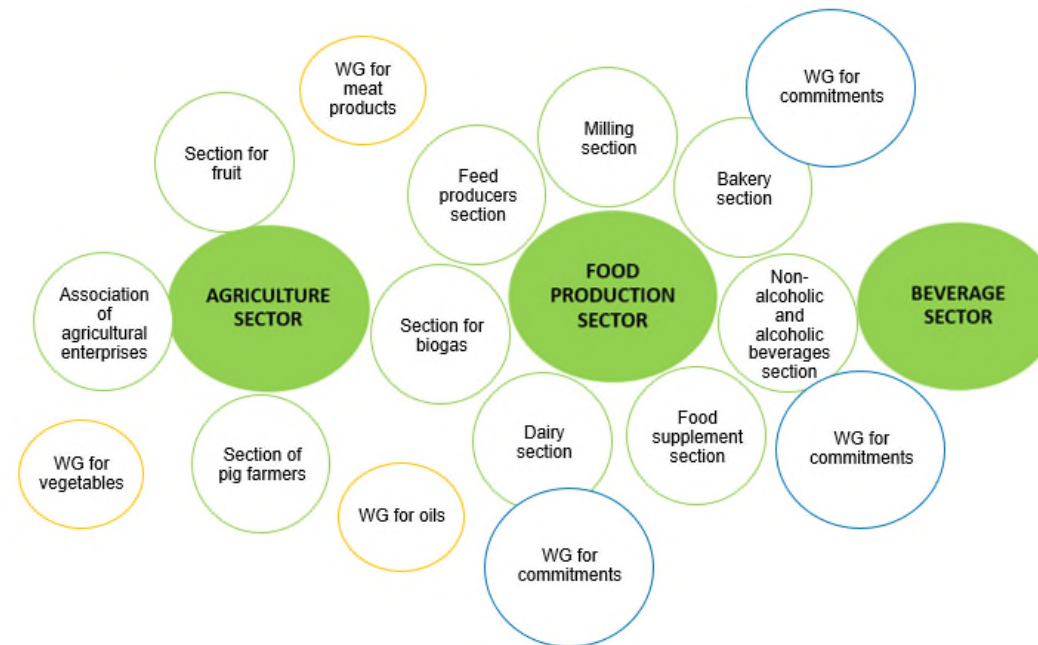 WG for
meat
products
WG for
commitments
Milling
section
Section for
fruit
Feed
producers
section
Bakery
section
Association
of
agricultural
enterprises
AGRICULTURE
SECTOR
Section for
biogas
FOOD
PRODUCTION
SECTOR
Non-
alcoholic
and
alcoholic
beverages
section
BEVERAGE
SECTOR
WG for
vegetables
Section of
pig farmers
WG for oils
Dairy
section
Food
supplement
section
WG for
commitments
WG for
commitments